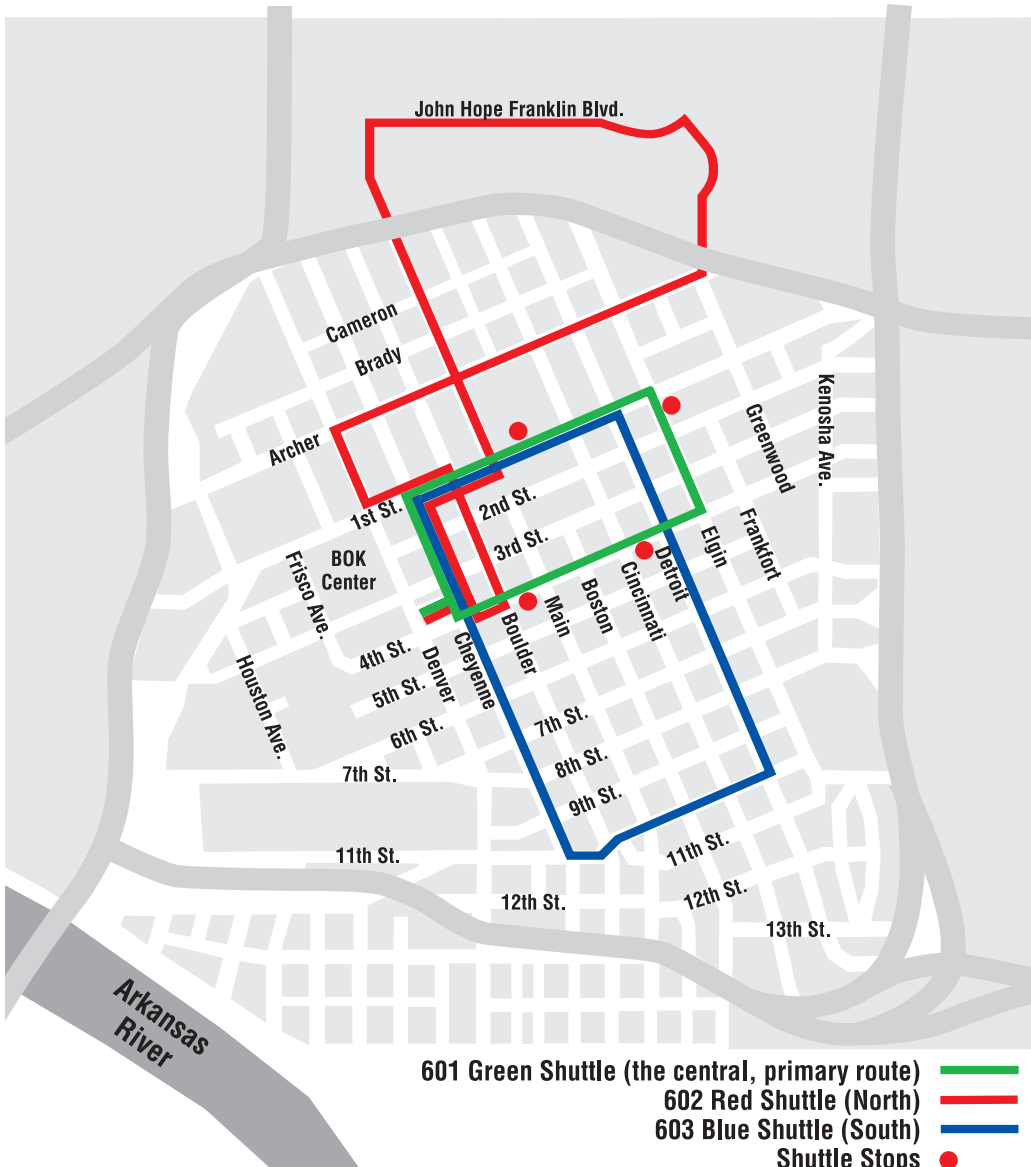 John Hope Franklin Blvd.
Cameron
Brady
Archer
1st St.
2nd St.
3rd St.
BOK
Center
Frisco Ave.
Houston Ave.
4th St.
5th St.
6th St.
7th St.
Denver
Cheyenne
Boulder
Main
Boston
Cincinnati
Detroit
Elgin
Frankfort
Greenwood
Kenosha Ave.
7th St.
8th St.
9th St.
11th St.
11th St.
12th St.
12th St.
13th St.
Arkansas
River
601 Green Shuttle (the central, primary route)
602 Red Shuttle (North)
603 Blue Shuttle (South)
Shuttle Stops